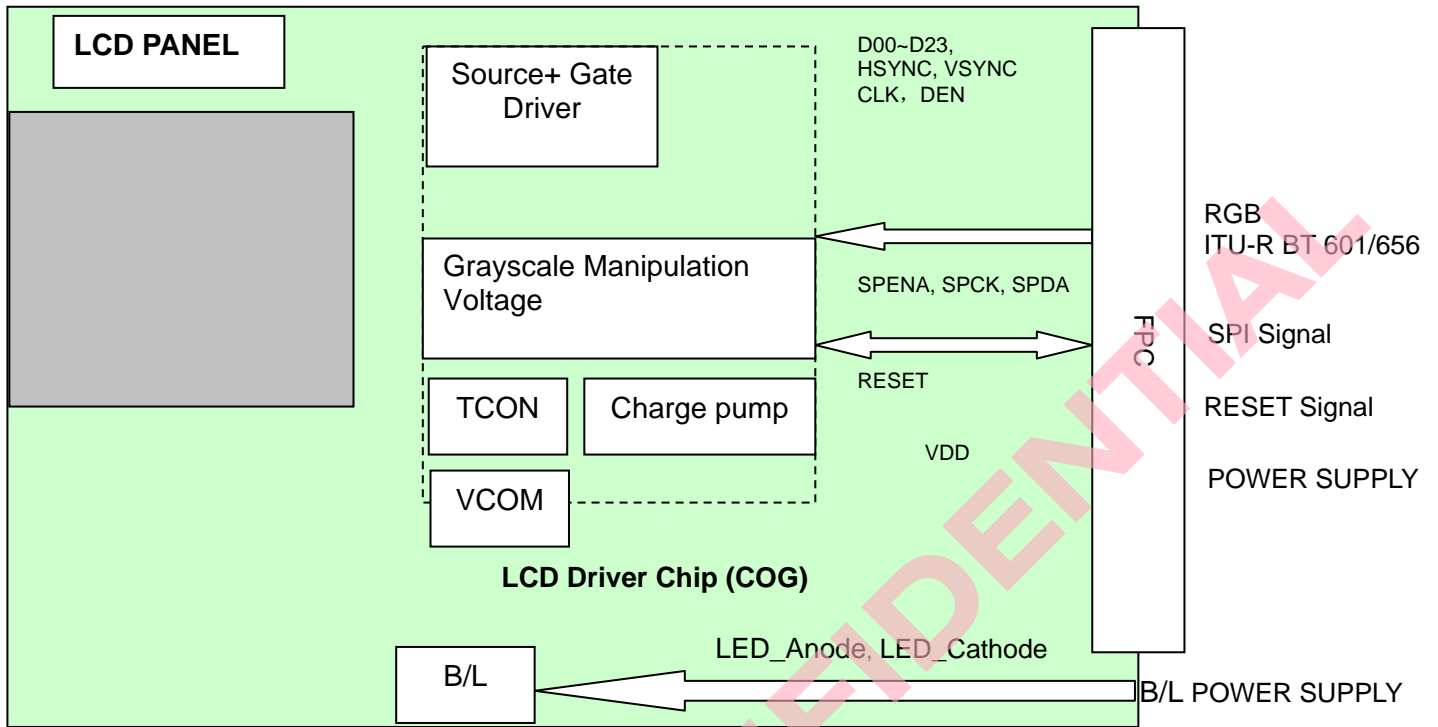 LCD PANEL
Source+ Gate
Driver
D00~D23,
HSYNC, VSYNC
CLK，DEN
RGB
ITU-R BT 601/656
Grayscale Manipulation
Voltage
SPENA, SPCK, SPDA
FPC
SPI Signal
TCON
Charge pump
RESET
RESET Signal
VDD
POWER SUPPLY
VCOM
LCD Driver Chip (COG)
LED_Anode, LED_Cathode
B/L
B/L POWER SUPPLY
FIDENTIAL